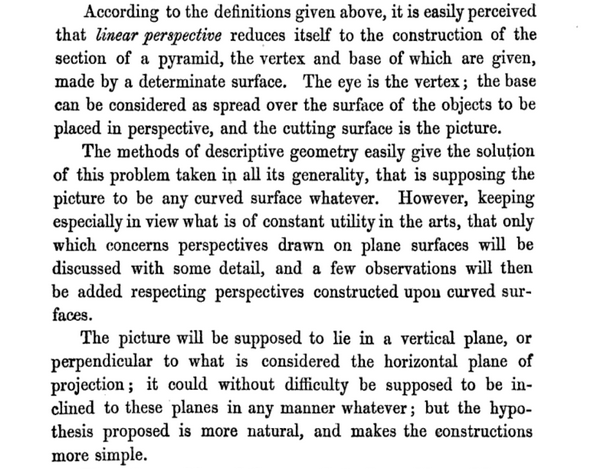 According to the definitions given above, it is easily perceived
that linear perspective reduces itself to the construction of the
section of a pyramid, the vertex and base of which are given,
made by a determinate surface. The eye is the vertex; the base
can be considered as spread over the surface of the objects to be
placed in perspective, and the cutting surface is the picture.
The methods of descriptive geometry easily give the solution
of this problem taken in all its generality, that is supposing the
picture to be any curved surface whatever. However, keeping
especially in view what is of constant utility in the arts, that only
which concerns perspectives drawn on plane surfaces will be
discussed with some detail, and a few observations will then
be added respecting perspectives constructed upon curved sur-
faces.
The picture will be supposed to lie in a vertical plane, or
perpendicular to what is considered the horizontal plane of
projection; it could without difficulty be supposed to be in-
clined to these planes in any manner whatever; but the hypo-
thesis proposed is more natural, and makes the constructions
more simple.